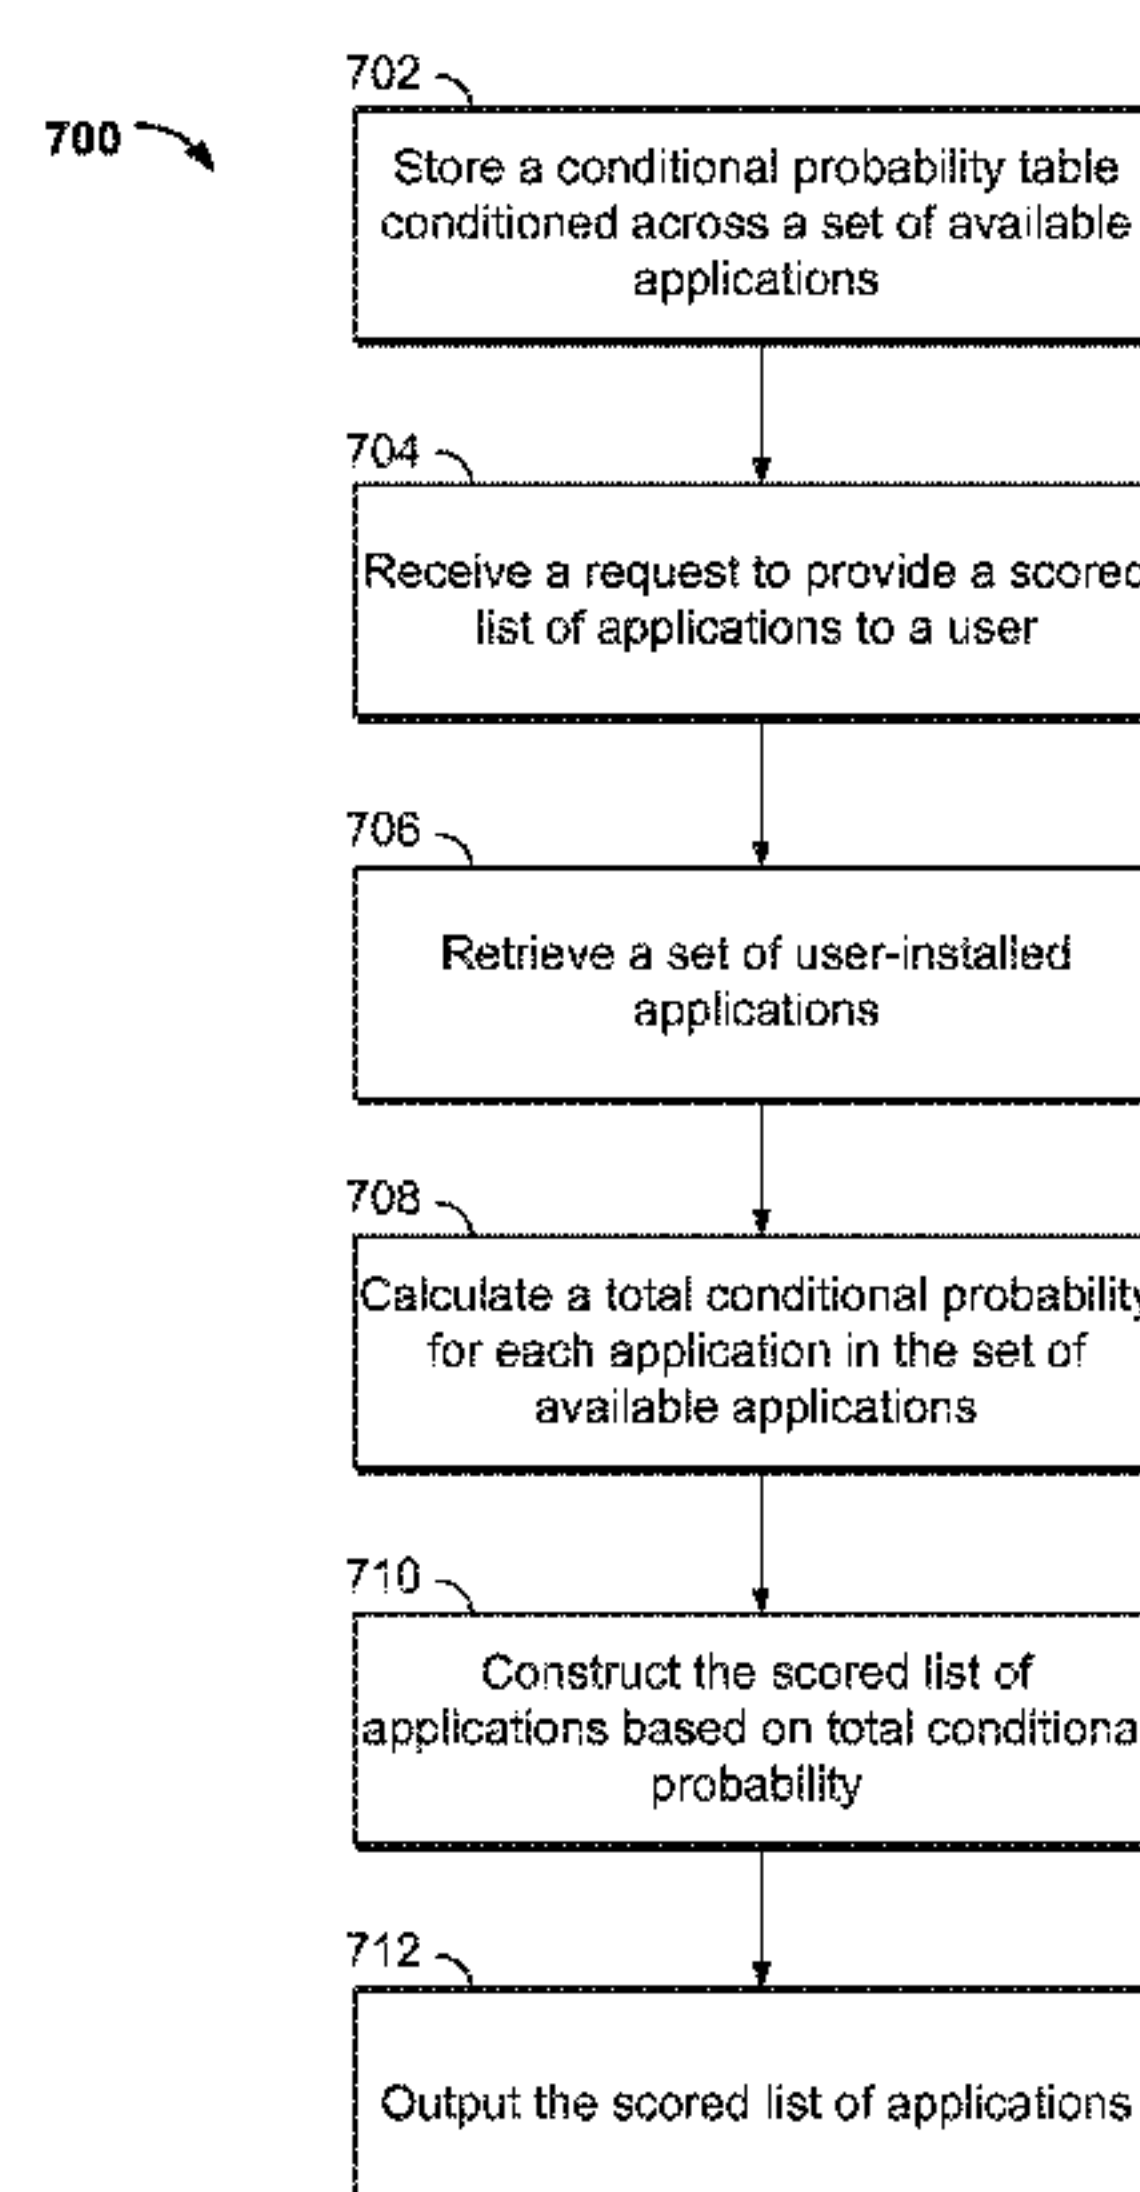 702
700
Store a conditional probability table
conditioned across a set of available
applications
704
Receive a request to provide a scored
list of applications to a user
706
Retrieve a set of user-installed
applications
708
Calculate a total conditional probability
for each application in the set of
available applications
710
Construct the scored list of
applications based on total conditiona
probability
712
Output the scored list of applications